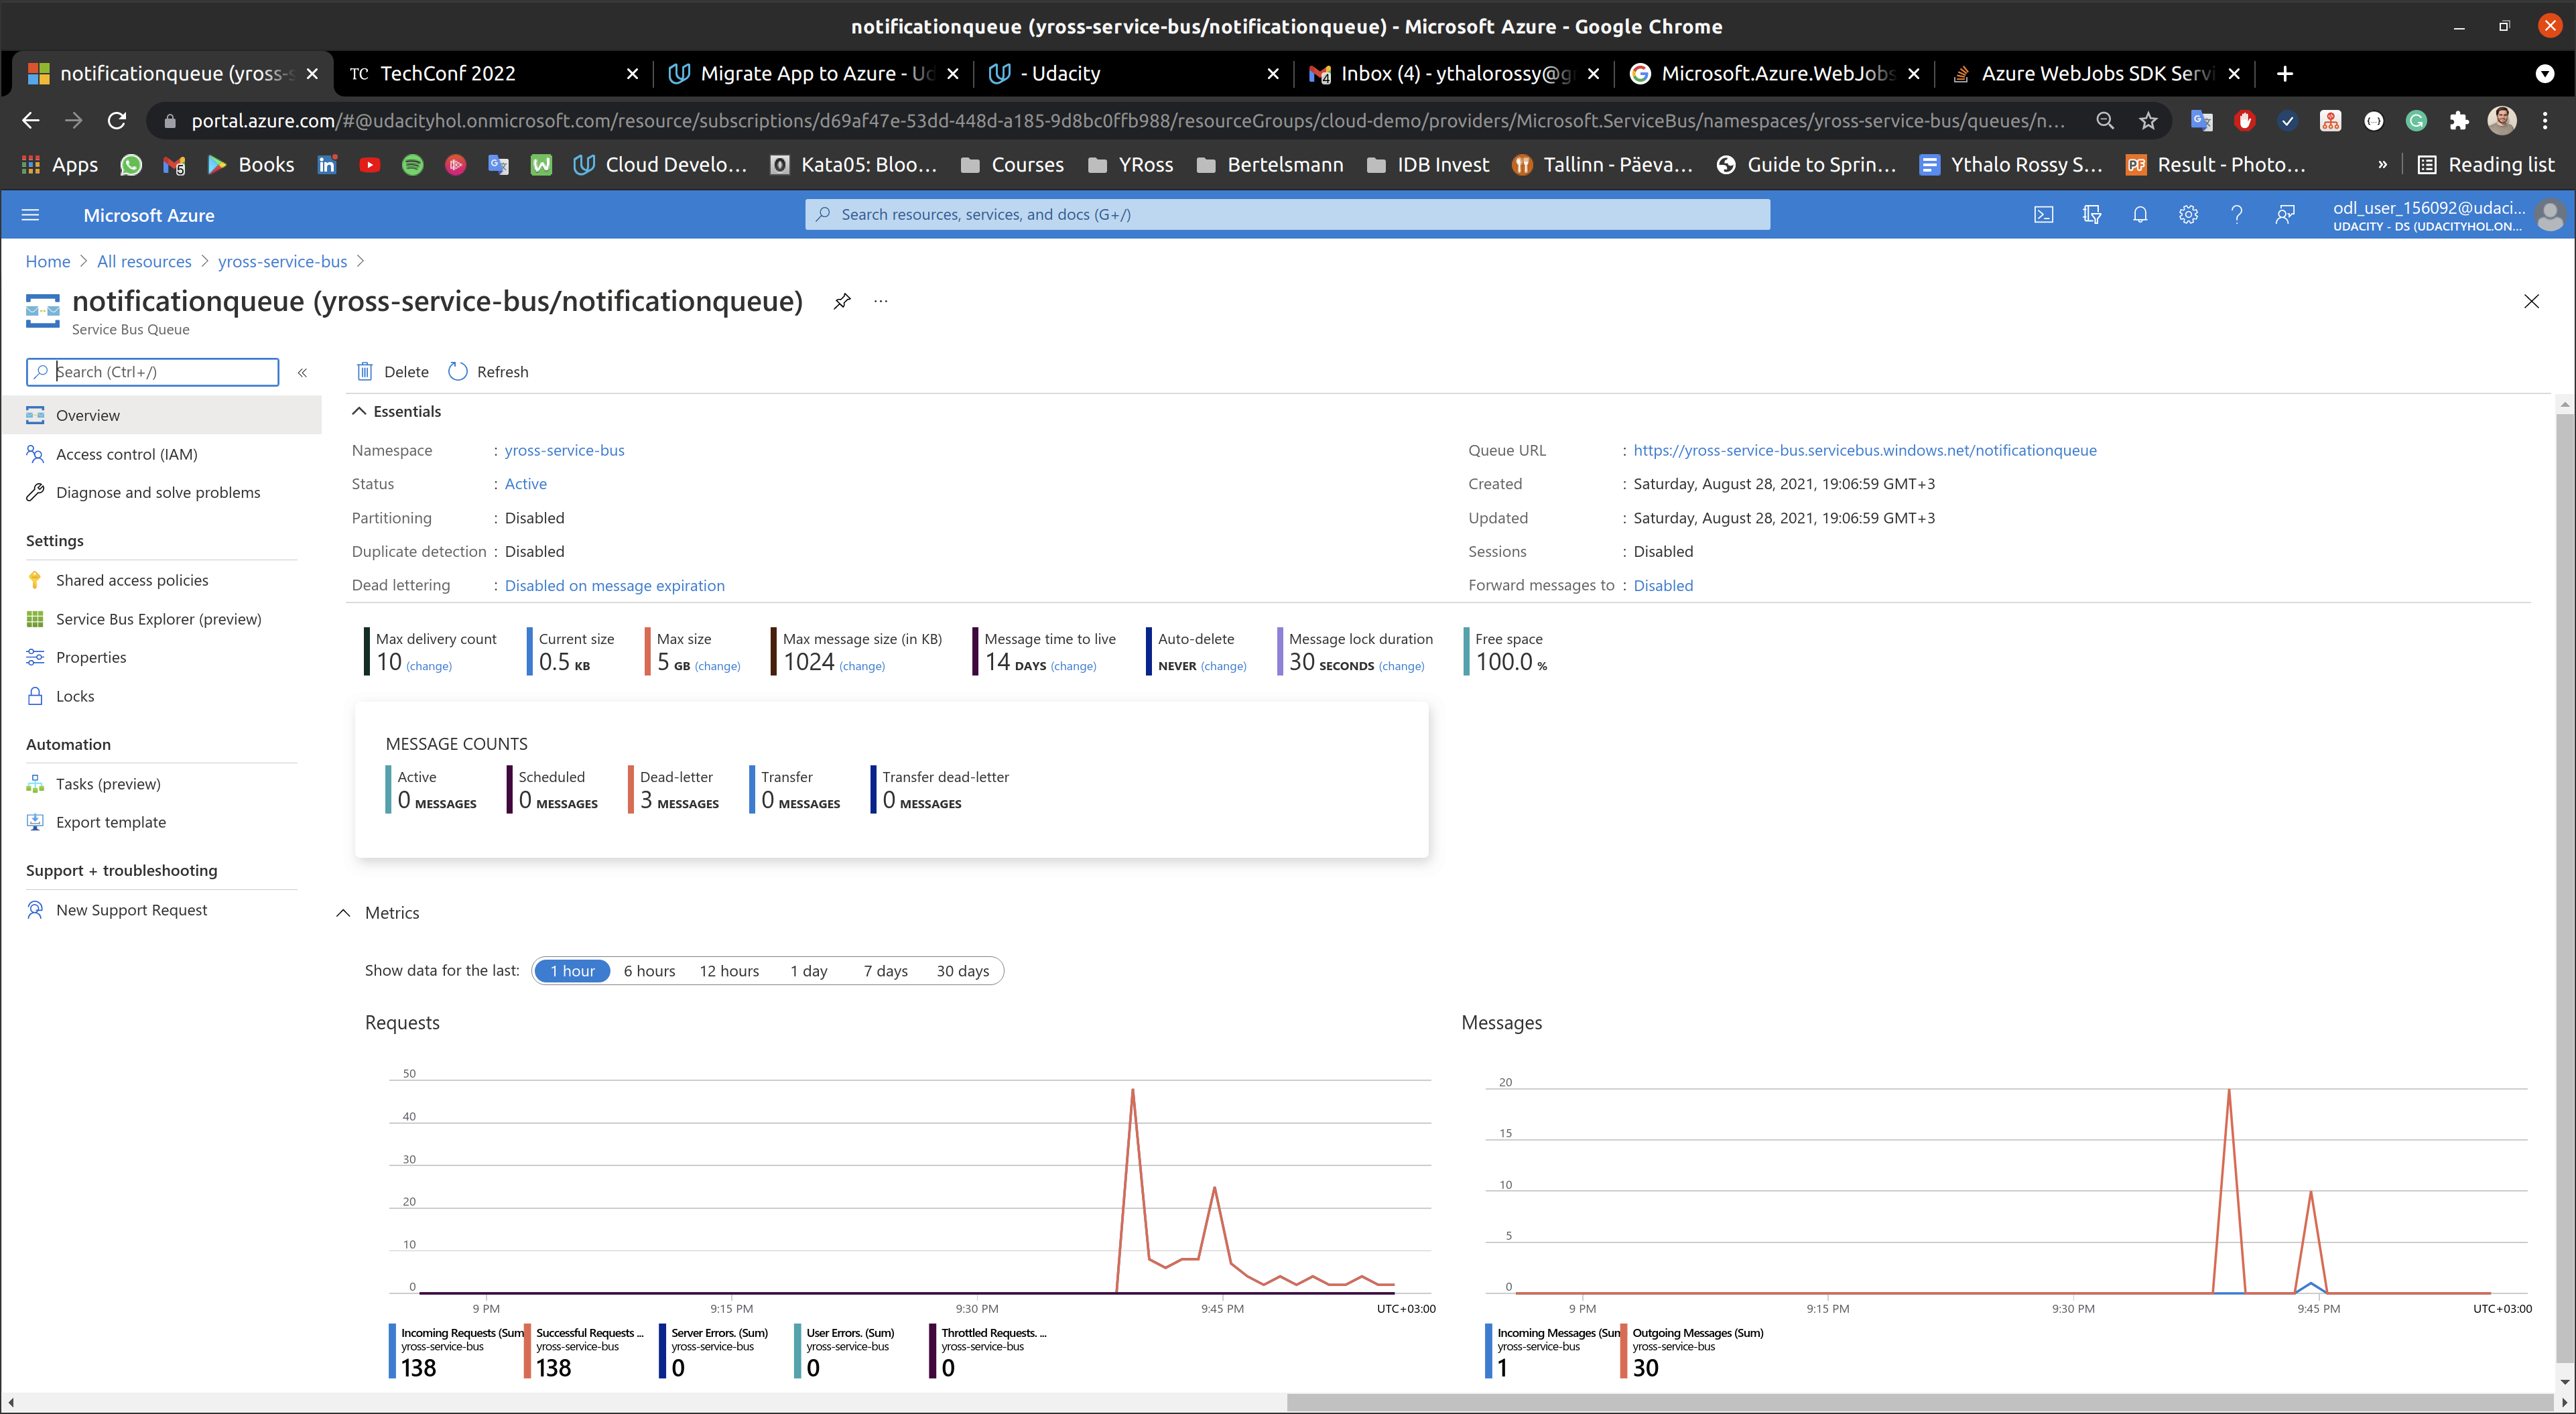 notificationqueue (yross-service-bus/notificationqueue) - Microsoft Azure - Google Chrome
notificationqueue (yross-s
TC TechConf 2022
Migrate App to Azure - Ud
- Udacity
Inbox (4) - ythalorossy@g
Microsoft.Azure.WebJobs
Azure WebJobs SDK Servi
portal.azure.com/#@udacityhol.onmicrosoft.com/resource/subscriptions/d69af47e-53dd-448d-a185-9d8bc0ffb988/resourceGroups/cloud-demo/providers/Microsoft.ServiceBus/namespaces/yross-service-bus/queues/n...
Apps
5
Books
Cloud Develo...
Kata05: Bloo...
Courses
YRoss
Bertelsmann
IDB Invest
Tallinn - Päeva...
Guide to Sprin...
Ythalo Rossy S...
PF Result - Photo...
»
Reading list
Microsoft Azure
Search resources, services, and docs (G+/)
odl_user_156092@udaci...
UDACITY - DS (UDACITYHOL.ON...
Home > All resources > yross-service-bus >
notificationqueue (yross-service-bus/notificationqueue)
...
Service Bus Queue
Search (Ctrl+/)
«
Delete
Refresh
Overview
Access control (IAM)
Diagnose and solve problems
Settings
Shared access policies
Service Bus Explorer (preview)
Properties
Locks
Automation
Tasks (preview)
Export template
Support + troubleshooting
New Support Request
Essentials
Namespace : yross-service-bus
Status : Active
Partitioning : Disabled
Duplicate detection : Disabled
Dead lettering : Disabled on message expiration
Queue URL : https://yross-service-bus.servicebus.windows.net/notificationqueue
Created : Saturday, August 28, 2021, 19:06:59 GMT+3
Updated : Saturday, August 28, 2021, 19:06:59 GMT+3
Sessions : Disabled
Forward messages to : Disabled
Max delivery count
10 (change)
Current size
0.5 KB
Max size
5 GB (change)
Max message size (in KB)
1024 (change)
Message time to live
14 DAYS (change)
Auto-delete
NEVER (change)
Message lock duration
30 SECONDS (change)
Free space
100.0 %
MESSAGE COUNTS
Active
0 MESSAGES
Scheduled
0 MESSAGES
Dead-letter
3 MESSAGES
Transfer
0 MESSAGES
Transfer dead-letter
0 MESSAGES
Metrics
Show data for the last: 1 hour 6 hours 12 hours 1 day 7 days 30 days
Requests
50
40
30
20
10
0
9 PM 9:15 PM 9:30 PM 9:45 PM UTC+03:00
Incoming Requests (Sum
yross-service-bus
138
Successful Requests ...
yross-service-bus
138
Server Errors. (Sum)
yross-service-bus
0
User Errors. (Sum)
yross-service-bus
0
Throttled Requests. ...
yross-service-bus
0
Messages
20
15
10
5
0
9 PM 9:15 PM 9:30 PM 9:45 PM UTC+03:00
Incoming Messages (Sum
yross-service-bus
1
Outgoing Messages (Sum)
yross-service-bus
30